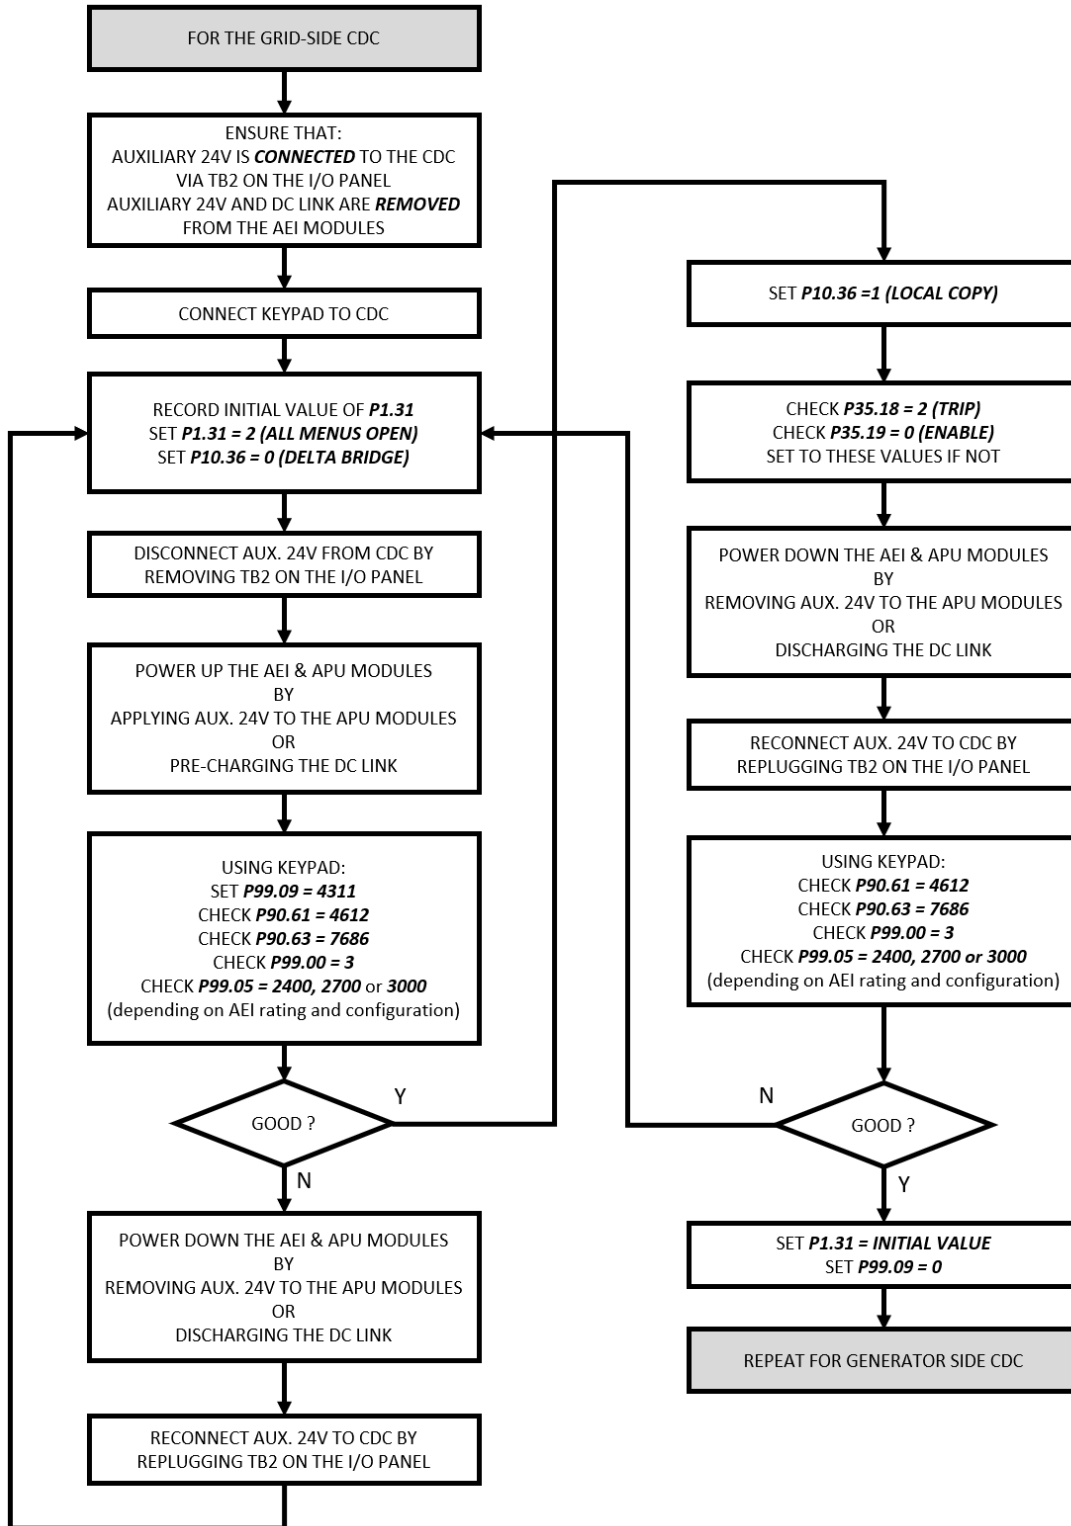 FOR THE GRID-SIDE CDC
ENSURE THAT:
AUXILIARY 24V IS CONNECTED TO THE CDC
VIA TB2 ON THE I/O PANEL
AUXILIARY 24V AND DC LINK ARE REMOVED
FROM THE AEI MODULES
CONNECT KEYPAD TO CDC
RECORD INITIAL VALUE OF P1.31
SET P1.31 = 2 (ALL MENUS OPEN)
SET P10.36 = 0 (DELTA BRIDGE)
DISCONNECT AUX. 24V FROM CDC BY
REMOVING TB2 ON THE I/O PANEL
POWER UP THE AEI & APU MODULES
BY
APPLYING AUX. 24V TO THE APU MODULES
OR
PRE-CHARGING THE DC LINK
USING KEYPAD:
SET P99.09 = 4311
CHECK P90.61 = 4612
CHECK P90.63 = 7686
CHECK P99.00 = 3
CHECK P99.05 = 2400, 2700 or 3000
(depending on AEI rating and configuration)
GOOD ?
Y
N
POWER DOWN THE AEI & APU MODULES
BY
REMOVING AUX. 24V TO THE APU MODULES
OR
DISCHARGING THE DC LINK
RECONNECT AUX. 24V TO CDC BY
REPLUGGING TB2 ON THE I/O PANEL
SET P10.36 =1 (LOCAL COPY)
CHECK P35.18 = 2 (TRIP)
CHECK P35.19 = 0 (ENABLE)
SET TO THESE VALUES IF NOT
POWER DOWN THE AEI & APU MODULES
BY
REMOVING AUX. 24V TO THE APU MODULES
OR
DISCHARGING THE DC LINK
RECONNECT AUX. 24V TO CDC BY
REPLUGGING TB2 ON THE I/O PANEL
USING KEYPAD:
CHECK P90.61 = 4612
CHECK P90.63 = 7686
CHECK P99.00 = 3
CHECK P99.05 = 2400, 2700 or 3000
(depending on AEI rating and configuration)
N
GOOD ?
Y
SET P1.31 = INITIAL VALUE
SET P99.09 = 0
REPEAT FOR GENERATOR SIDE CDC